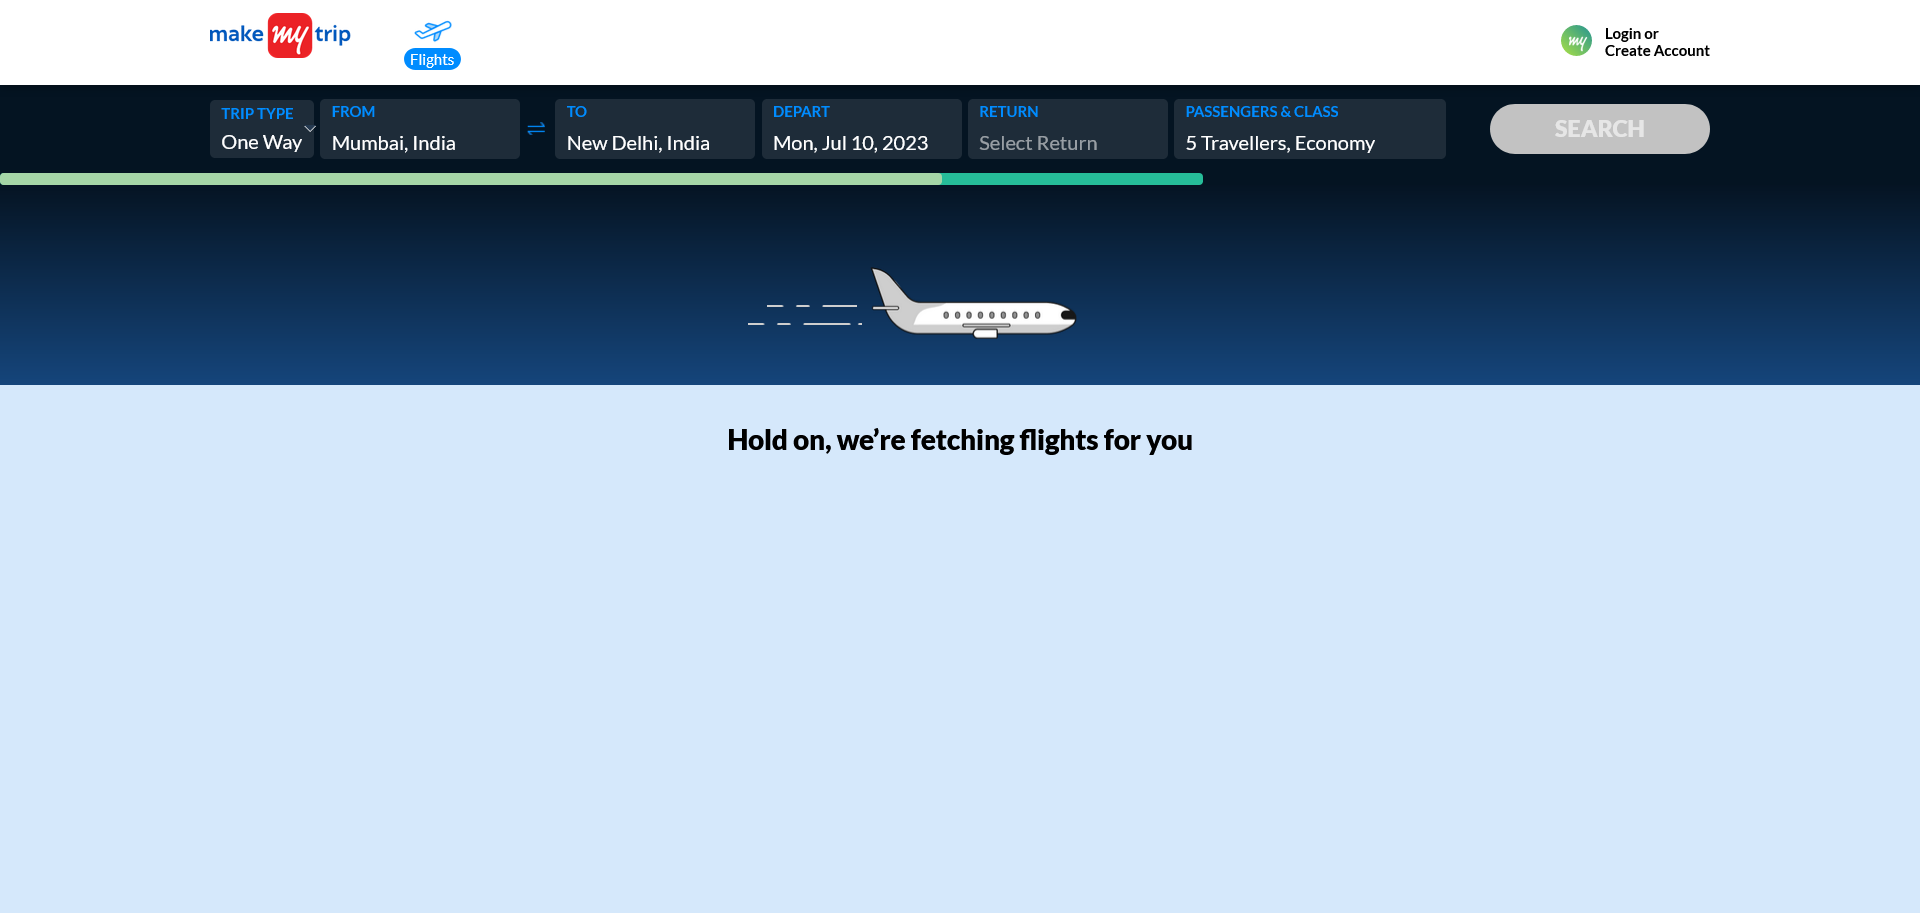 make my trip
Flights
my
Login or
Create Account
TRIP TYPE
One Way
FROM
Mumbai, India
TO
New Delhi, India
DEPART
Mon, Jul 10, 2023
RETURN
Select Return
PASSENGERS & CLASS
5 Travellers, Economy
SEARCH
Hold on, we’re fetching flights for you